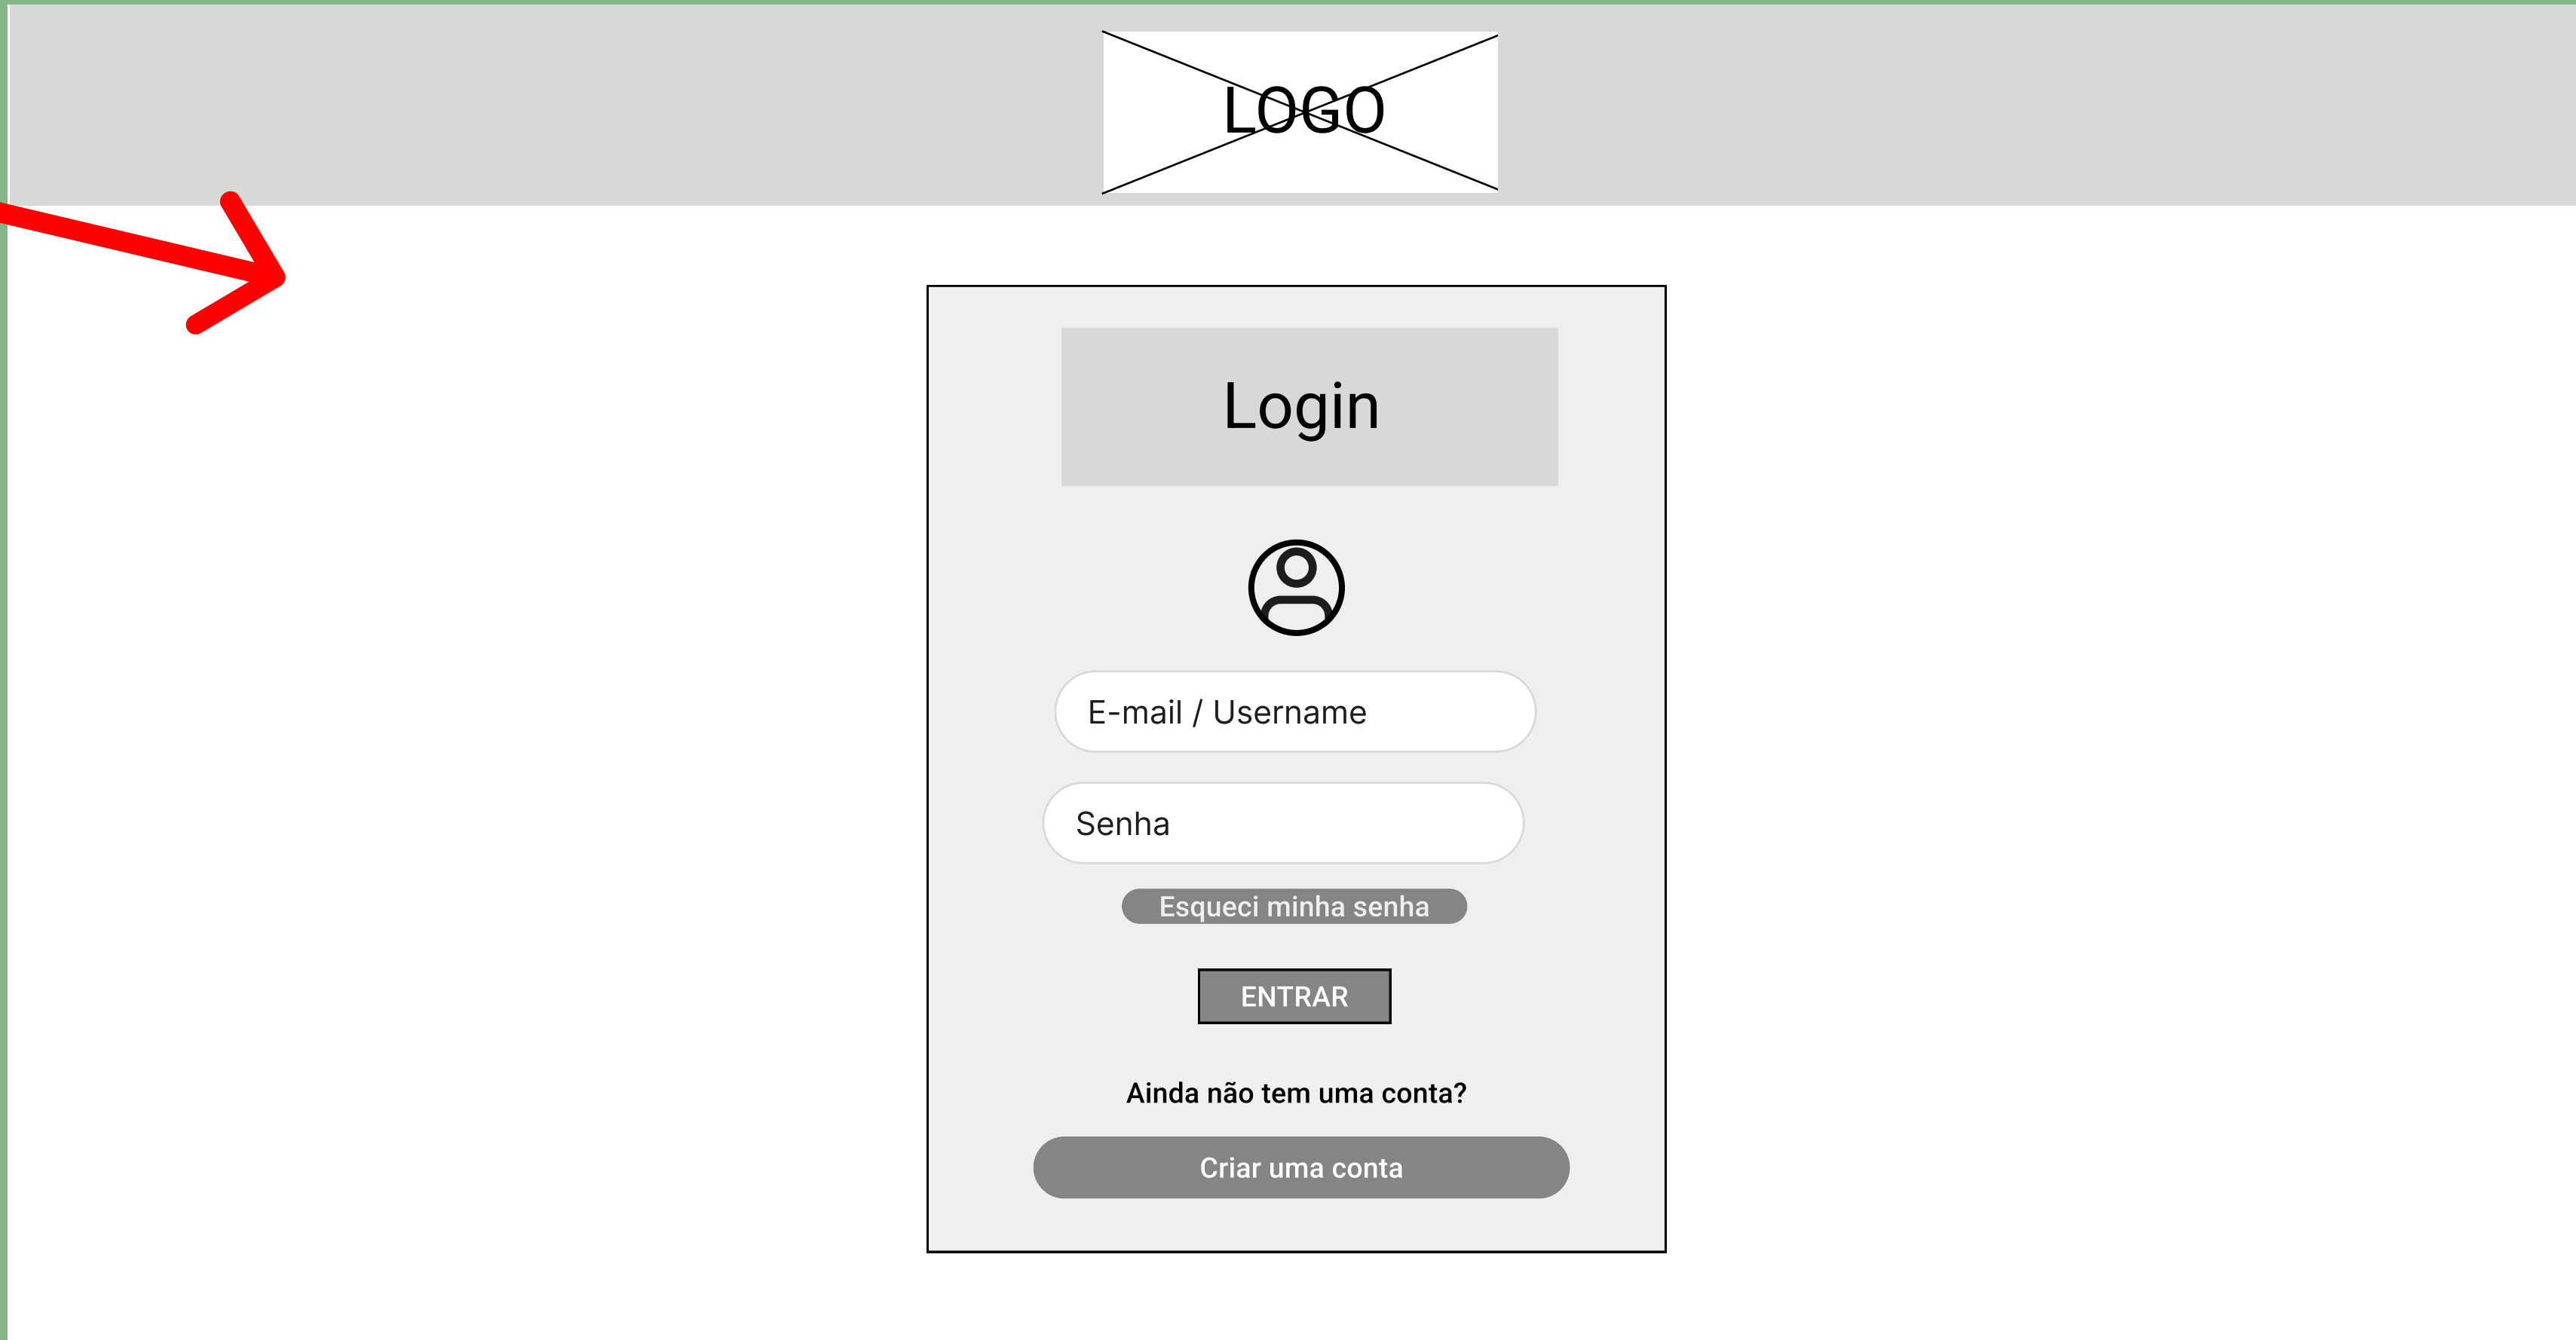 LOGO
Login
E-mail / Username
Senha
Esqueci minha senha
ENTRAR
Ainda não tem uma conta?
Criar uma conta